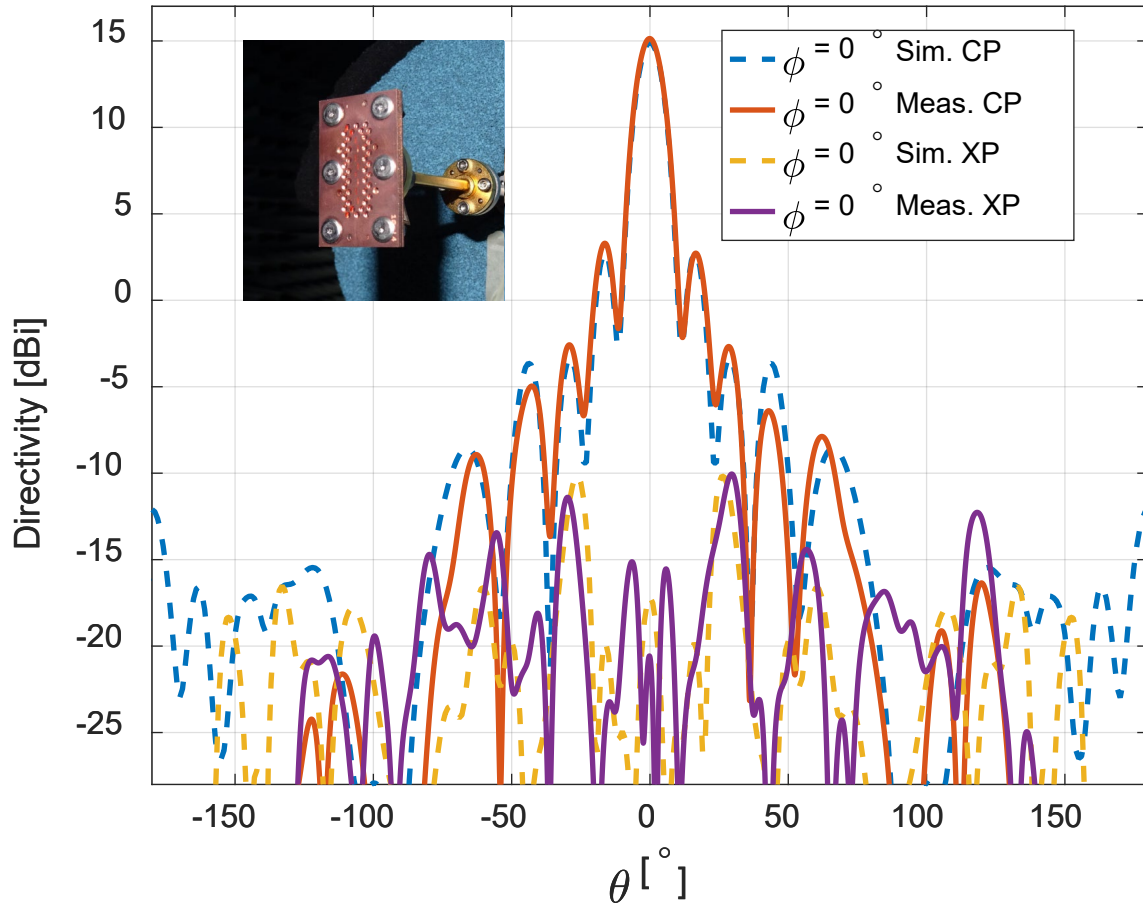 15
10
5
0
-5
-10
-15
-20
-25
Directivity [dBi]
ϕ = 0 ° Sim. CP
ϕ = 0 ° Meas. CP
ϕ = 0 ° Sim. XP
ϕ = 0 ° Meas. XP
-150 -100 -50 0 50 100 150
θ [°]